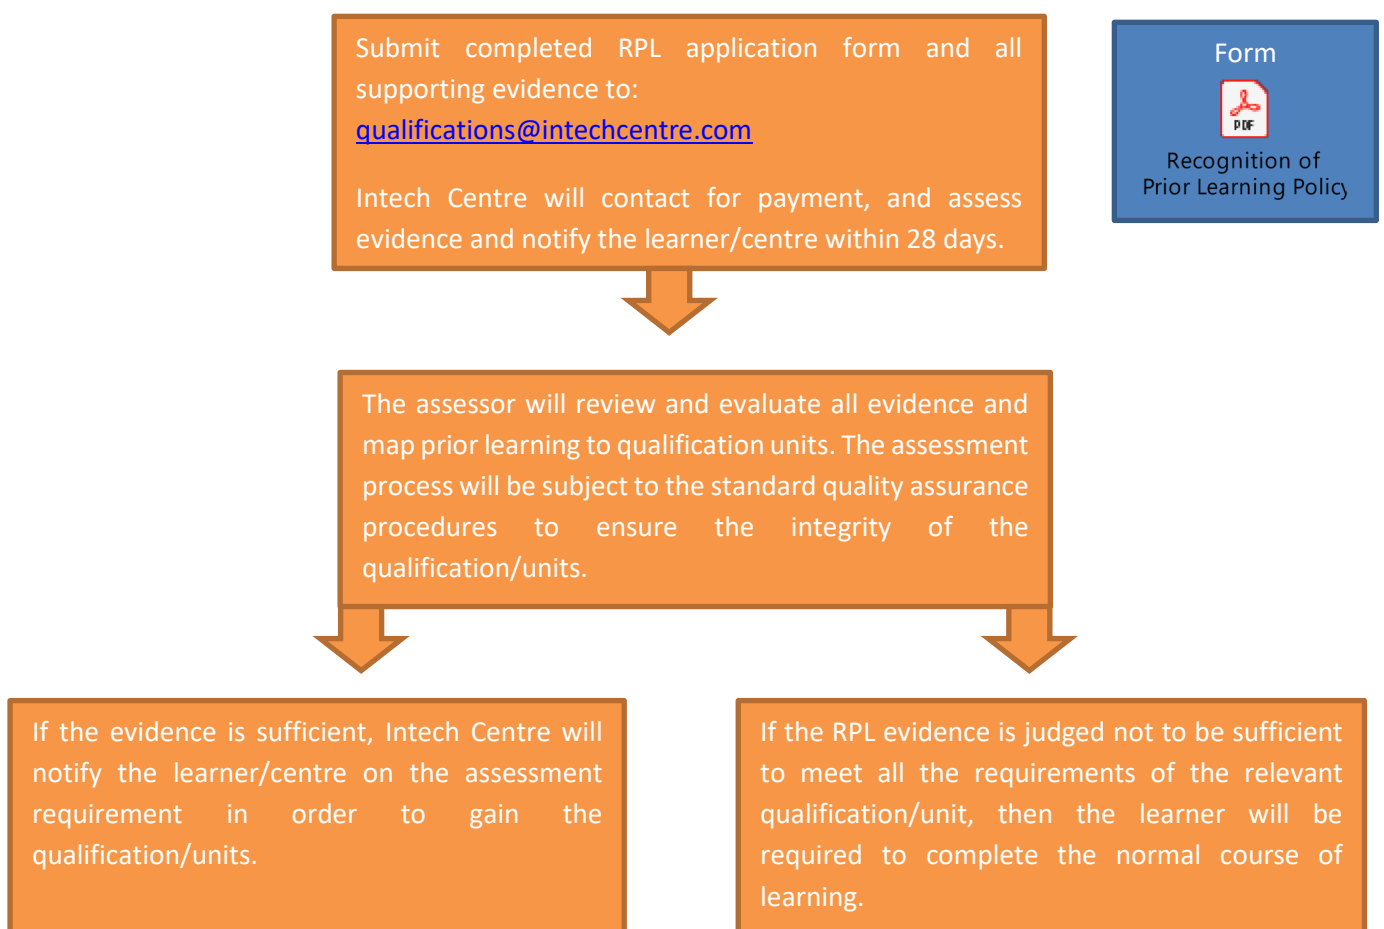 Submit completed RPL application form and all
supporting evidence to:
qualifications@intechcentre.com
Intech Centre will contact for payment, and assess
evidence and notify the learner/centre within 28 days.
Form
PDF
Recognition of
Prior Learning Policy
The assessor will review and evaluate all evidence and
map prior learning to qualification units. The assessment
process will be subject to the standard quality assurance
procedures to ensure the integrity of the
qualification/units.
If the evidence is sufficient, Intech Centre will
notify the learner/centre on the assessment
requirement in order to gain the
qualification/units.
If the RPL evidence is judged not to be sufficient
to meet all the requirements of the relevant
qualification/unit, then the learner will be
required to complete the normal course of
learning.